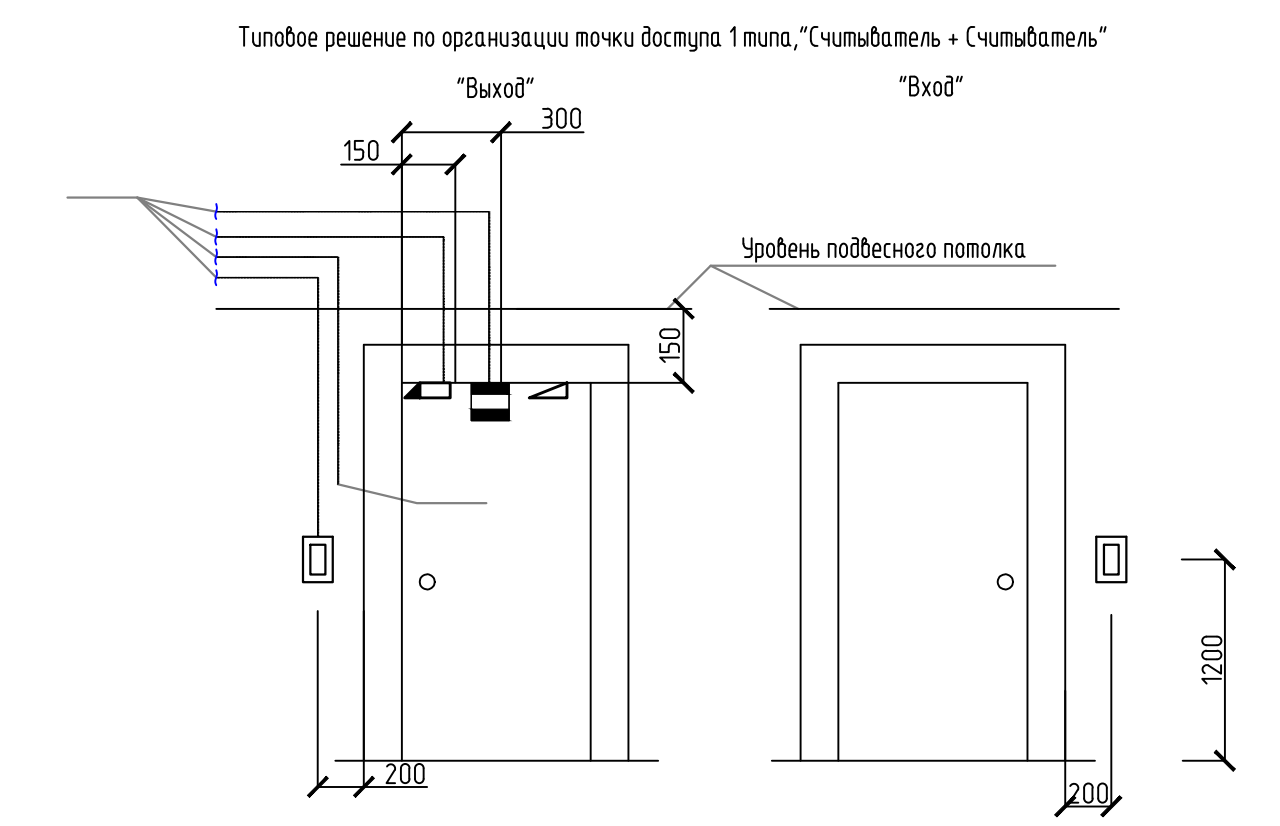 Типовое решение по организации точки доступа 1 типа,"Считыватель + Считыватель"
"Выход"
"Вход"
300
150
Уровень подвесного потолка
150
1200
200
200